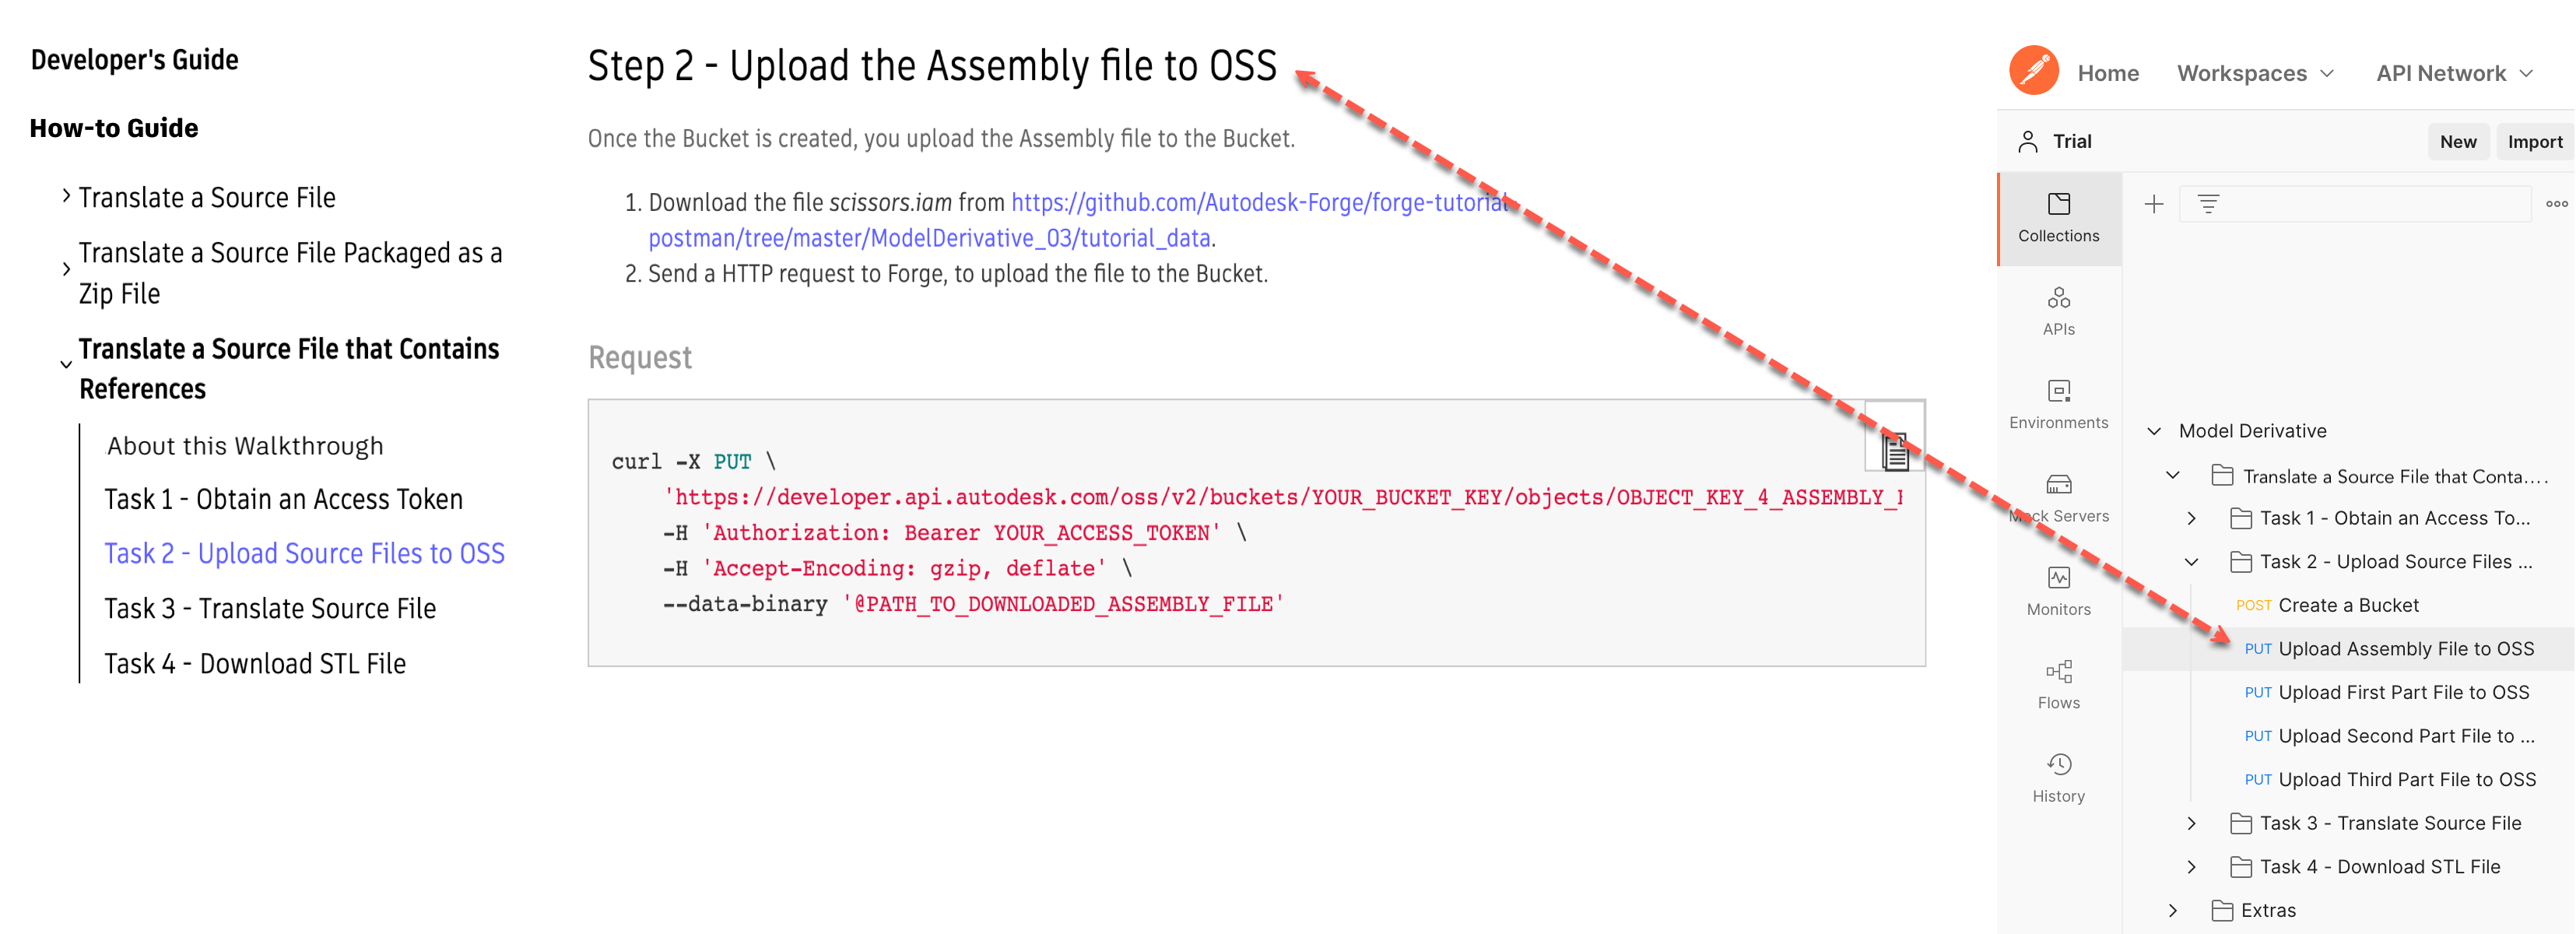 Developer's Guide
How-to Guide
Translate a Source File
Translate a Source File Packaged as a
Zip File
Translate a Source File that Contains
References
About this Walkthrough
Task 1 - Obtain an Access Token
Task 2 - Upload Source Files to OSS
Task 3 - Translate Source File
Task 4 - Download STL File
Step 2 - Upload the Assembly file to OSS
Once the Bucket is created, you upload the Assembly file to the Bucket.
1. Download the file scissors.iam from https://github.com/Autodesk-Forge/forge-tutorial-
postman/tree/master/ModelDerivative_03/tutorial_data.
2. Send a HTTP request to Forge, to upload the file to the Bucket.
Request
curl -X PUT \
'https://developer.api.autodesk.com/oss/v2/buckets/YOUR_BUCKET_KEY/objects/OBJECT_KEY_4_ASSEMBLY_
-H 'Authorization: Bearer YOUR_ACCESS_TOKEN' \
-H 'Accept-Encoding: gzip, deflate' \
--data-binary '@PATH_TO_DOWNLOADED_ASSEMBLY_FILE'
Home Workspaces API Network
Trial New Import
Collections
APIs
Environments
Mock Servers
Monitors
Flows
History
Model Derivative
Translate a Source File that Conta....
Task 1 - Obtain an Access To...
Task 2 - Upload Source Files ...
POST Create a Bucket
PUT Upload Assembly File to OSS
PUT Upload First Part File to OSS
PUT Upload Second Part File to ...
PUT Upload Third Part File to OSS
Task 3 - Translate Source File
Task 4 - Download STL File
Extras